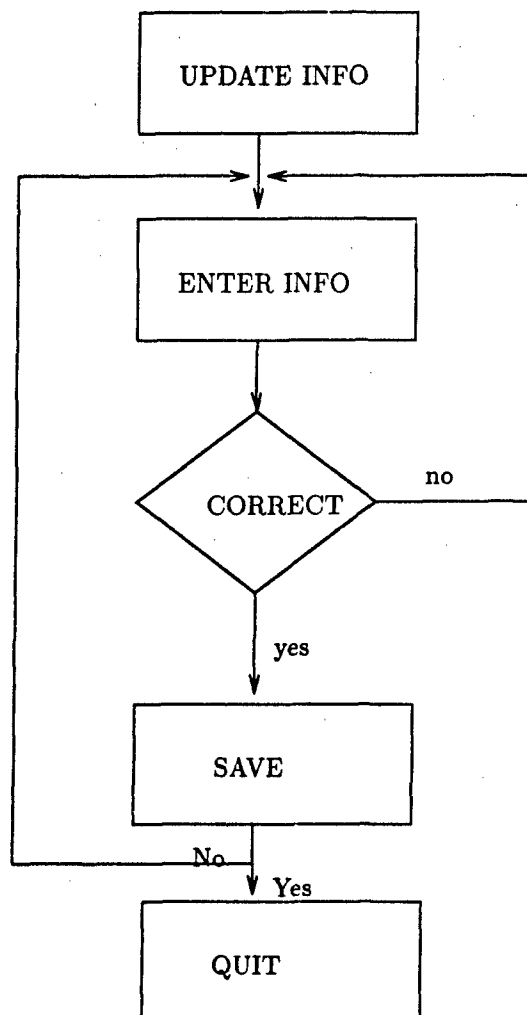 UPDATE INFO
ENTER INFO
CORRECT
no
yes
SAVE
No
Yes
QUIT